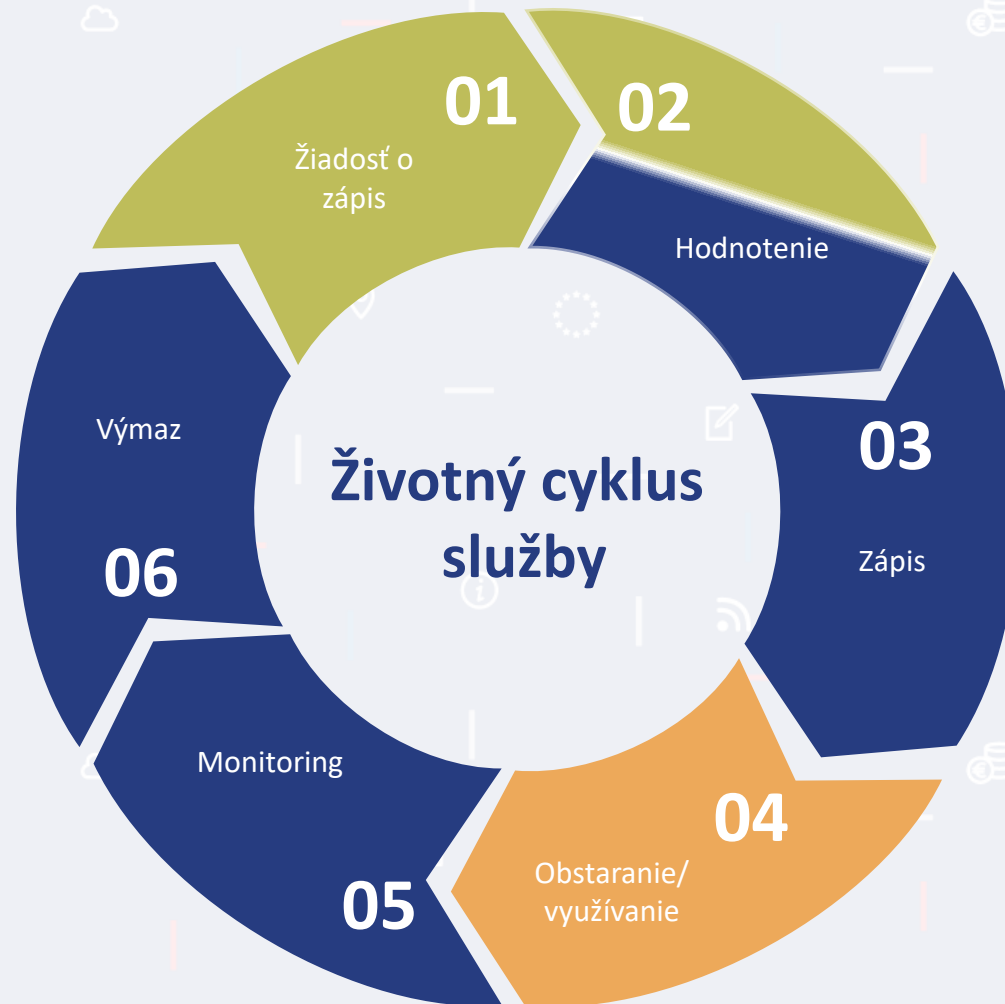 01
Žiadosť o
zápis
02
Hodnotenie
03
Zápis
04
Obstaranie/
využívanie
05
Monitoring
06
Výmaz
Životný cyklus
služby